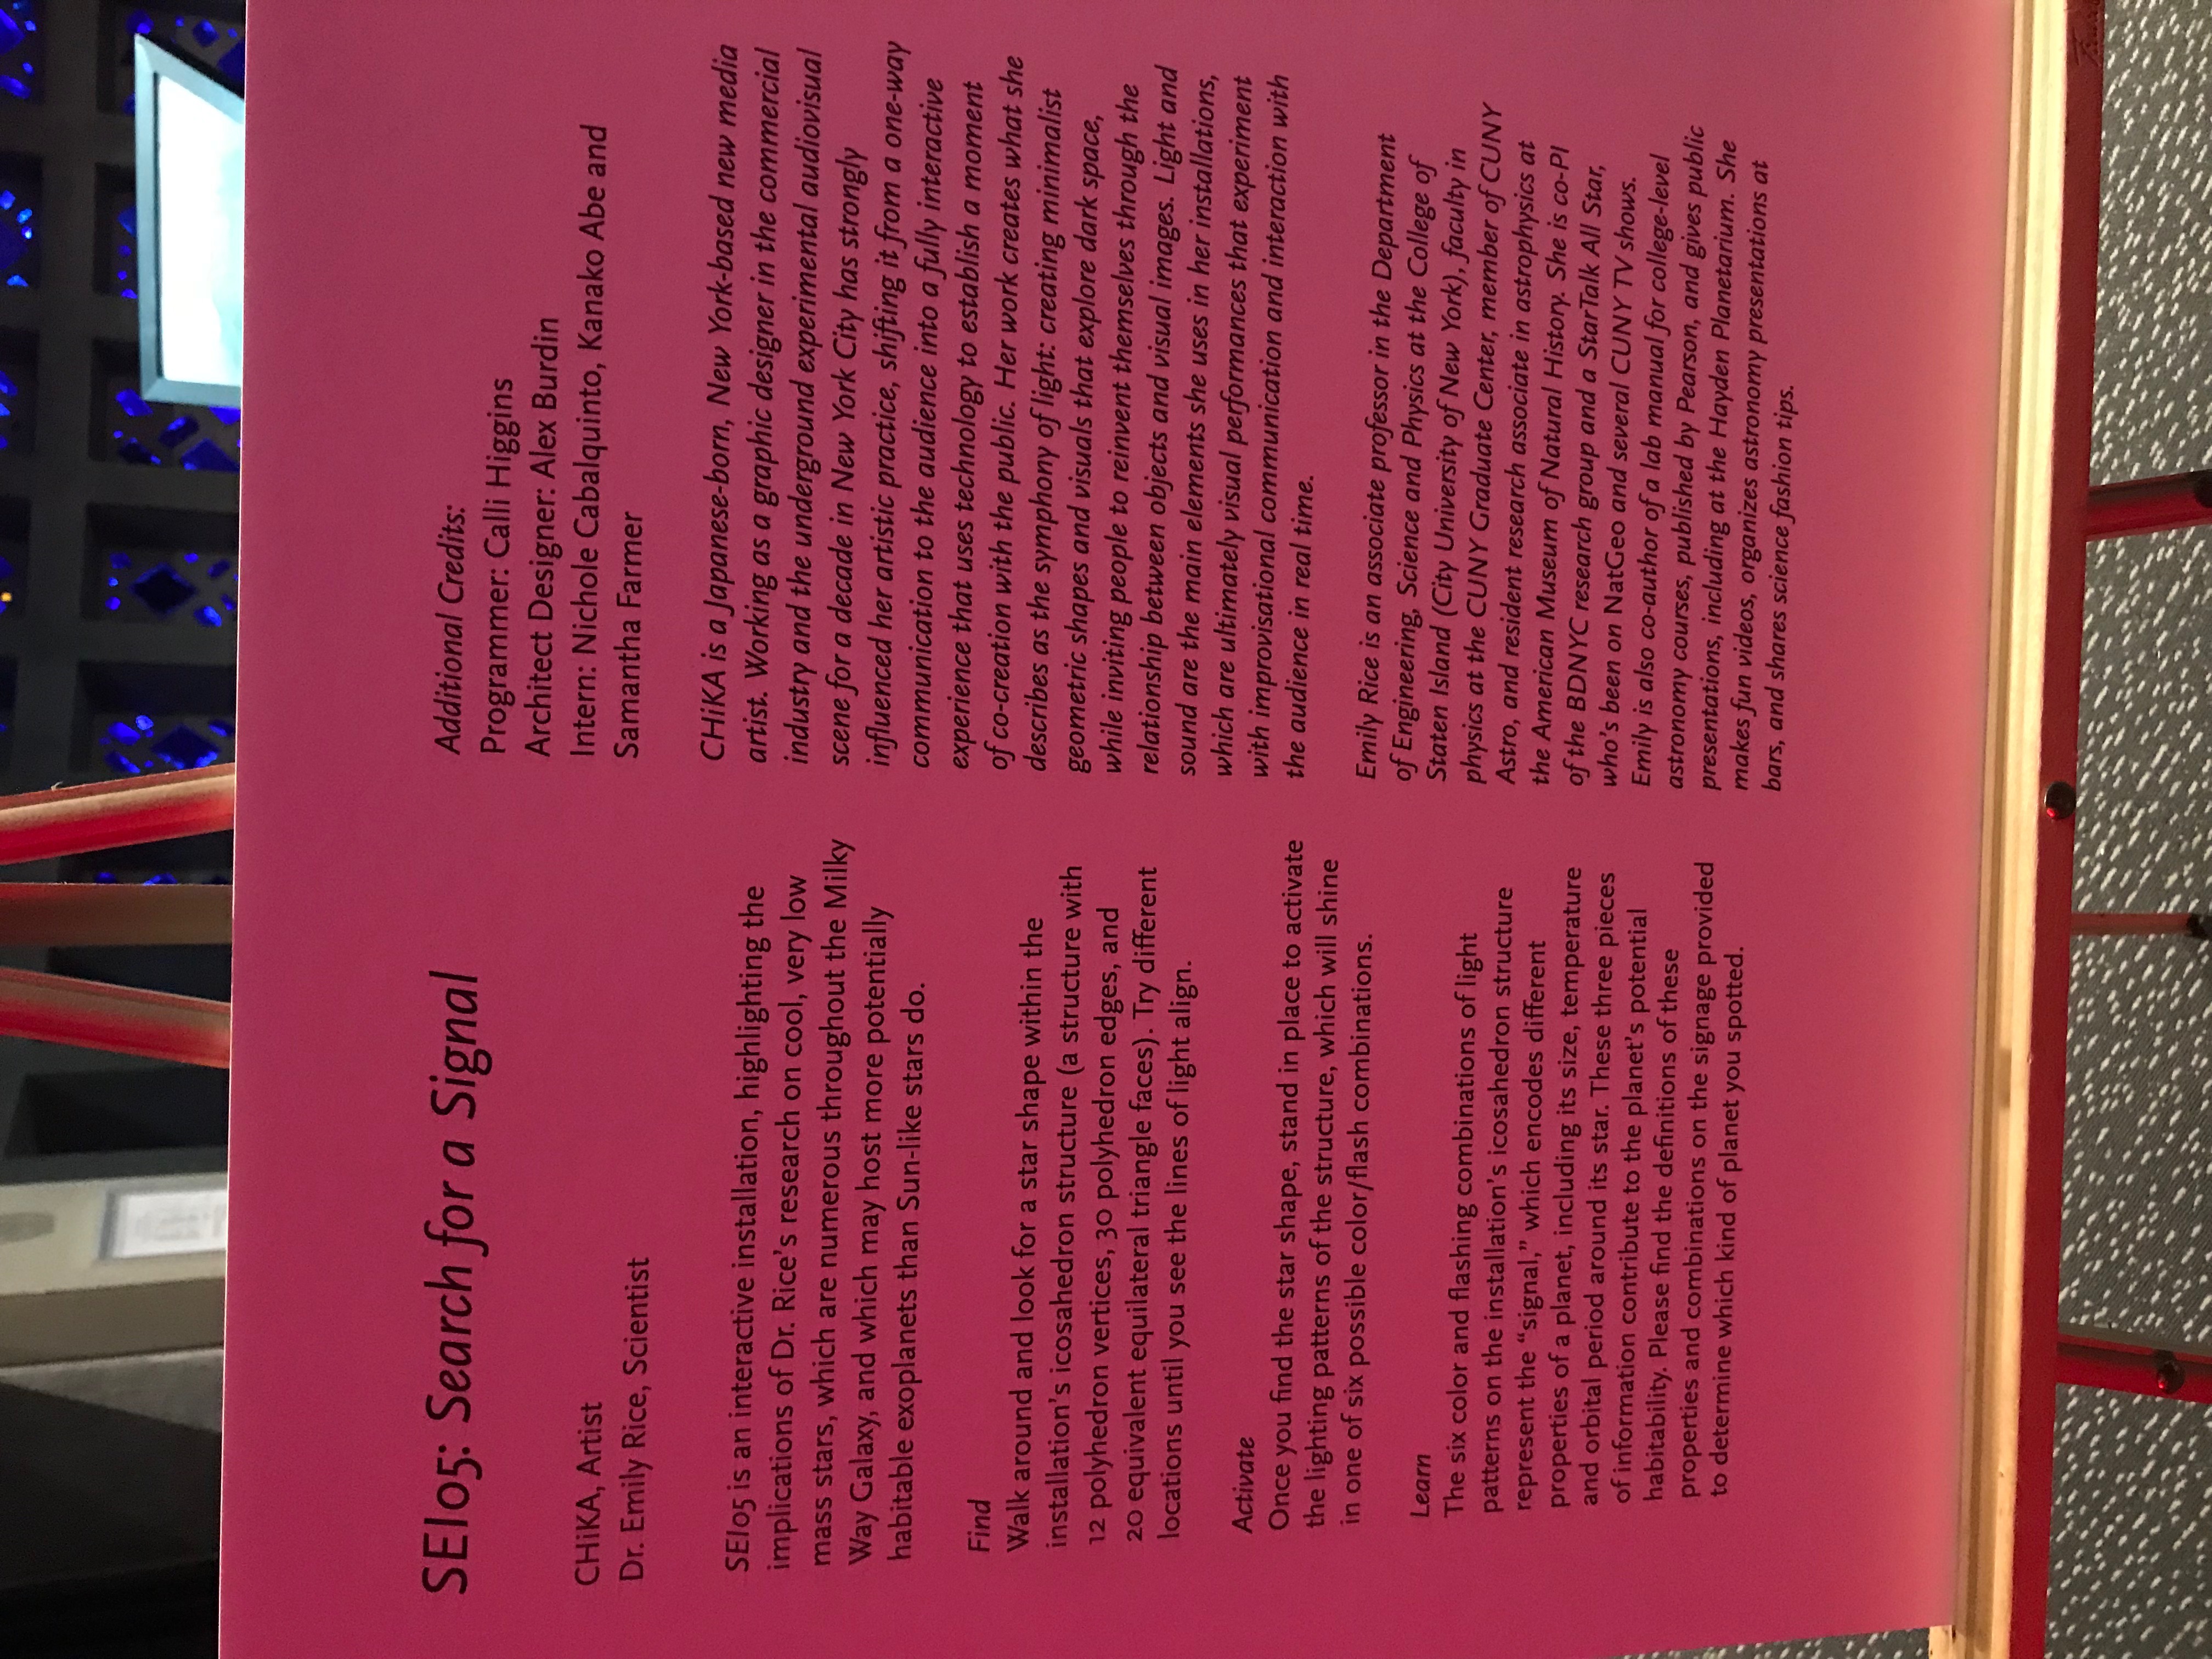 SEI05: Search for a Signal
CHiKA, Artist
Dr. Emily Rice, Scientist
SEI05 is an interactive installation, highlighting the
implications of Dr. Rice's research on cool, very low
mass stars, which are numerous throughout the Milky
Way Galaxy, and which may host more potentially
habitable exoplanets than Sun-like stars do.
Find
Walk around and look for a star shape within the
installation's icosahedron structure (a structure with
12 polyhedron vertices, 30 polyhedron edges, and
20 equivalent equilateral triangle faces). Try different
locations until you see the lines of light align.
Activate
Once you find the star shape, stand in place to activate
the lighting patterns of the structure, which will shine
in one of six possible color/flash combinations.
Learn
The six color and flashing combinations of light
patterns on the installation's icosahedron structure
represent the “signal,” which encodes different
properties of a planet, including its size, temperature
and orbital period around its star. These three pieces
of information contribute to the planet's potential
habitability. Please find the definitions of these
properties and combinations on the signage provided
to determine which kind of planet you spotted.
Additional Credits:
Programmer: Calli Higgins
Architect Designer: Alex Burdin
Intern: Nichole Cabalquinto, Kanako Abe and
Samantha Farmer
CHiKA is a Japanese-born, New York-based new media
artist. Working as a graphic designer in the commercial
industry and the underground experimental audiovisual
scene for a decade in New York City has strongly
influenced her artistic practice, shifting it from a one-way
communication to the audience into a fully interactive
experience that uses technology to establish a moment
of co-creation with the public. Her work creates what she
describes as the symphony of light: creating minimalist
geometric shapes and visuals that explore dark space,
while inviting people to reinvent themselves through the
relationship between objects and visual images. Light and
sound are the main elements she uses in her installations,
which are ultimately visual performances that experiment
with improvisational communication and interaction with
the audience in real time.
Emily Rice is an associate professor in the Department
of Engineering, Science and Physics at the College of
Staten Island (City University of New York), faculty in
physics at the CUNY Graduate Center, member of CUNY
Astro, and resident research associate in astrophysics at
the American Museum of Natural History. She is co-PI
of the BDNYC research group and a StarTalk All Star,
who's been on NatGeo and several CUNY TV shows.
Emily is also co-author of a lab manual for college-level
astronomy courses, published by Pearson, and gives public
presentations, including at the Hayden Planetarium. She
makes fun videos, organizes astronomy presentations at
bars, and shares science fashion tips.